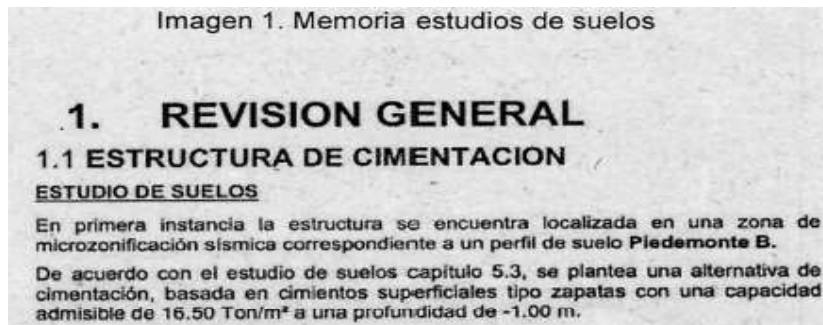 Imagen 1. Memoria estudios de suelos
1. REVISION GENERAL
1.1 ESTRUCTURA DE CIMENTACION
ESTUDIO DE SUELOS
En primera instancia la estructura se encuentra localizada en una zona de
microzonificación sísmica correspondiente a un perfil de suelo Piedemonte B.
De acuerdo con el estudio de suelos capítulo 5.3, se plantea una alternativa de
cimentación, basada en cimientos superficiales tipo zapatas con una capacidad
admisible de 16.50 Ton/m² a una profundidad de -1.00 m.